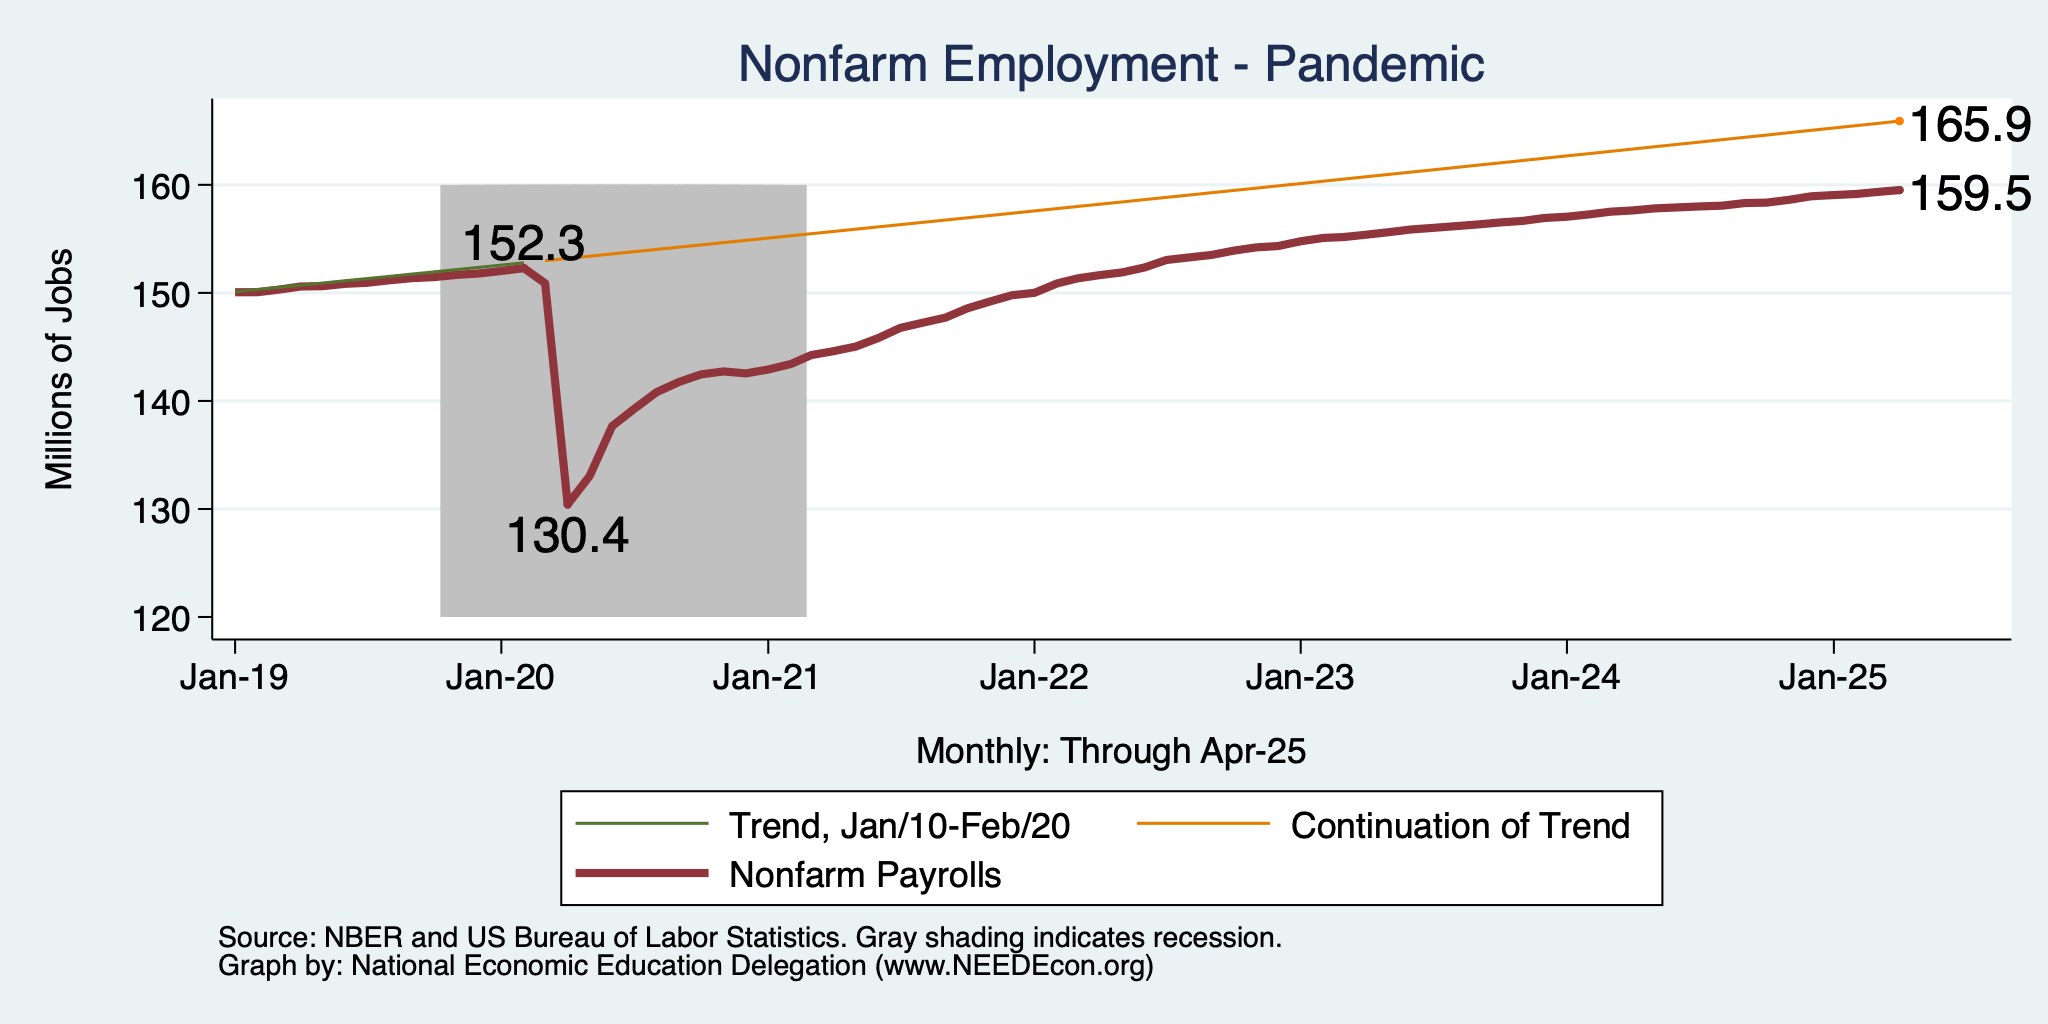 Nonfarm Employment - Pandemic
165.9
160
159.5
152.3
150
140
130
130.4
120
Millions of Jobs
Jan-19 Jan-20 Jan-21 Jan-22 Jan-23 Jan-24 Jan-25
Monthly: Through Apr-25
Trend, Jan/10-Feb/20 Continuation of Trend
Nonfarm Payrolls
Source: NBER and US Bureau of Labor Statistics. Gray shading indicates recession.
Graph by: National Economic Education Delegation (www.NEEDEcon.org)